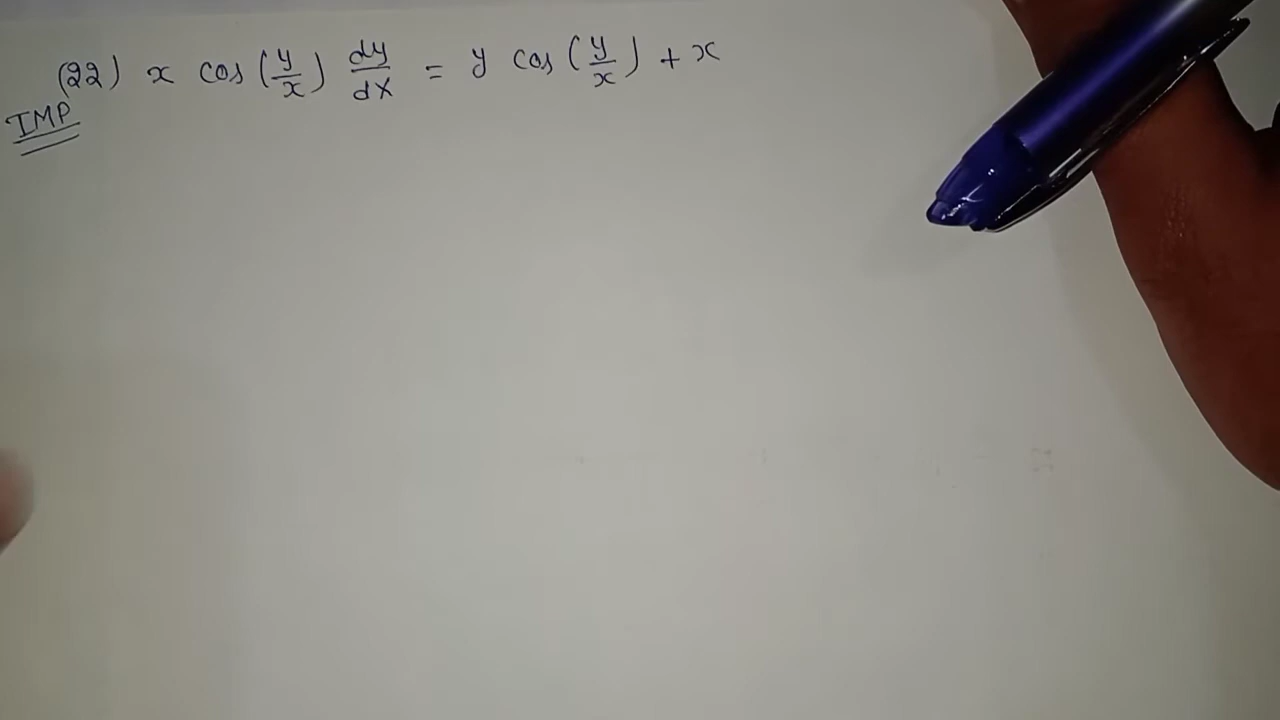 (22) x cos(y/x) dy/dx = y cos(y/x) + x
IMP